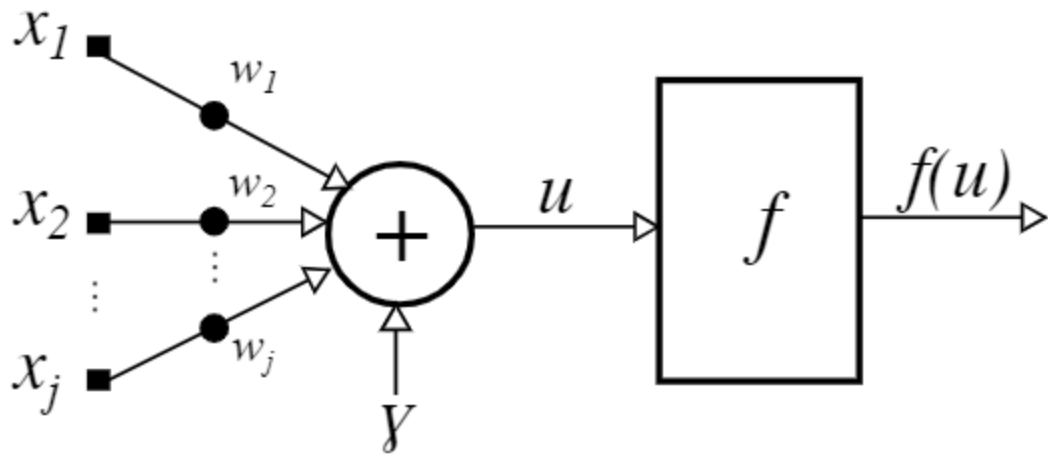 x₁
w₁
x₂
w₂
⋮
⋮
xⱼ
wⱼ
+
γ
u
f
f(u)